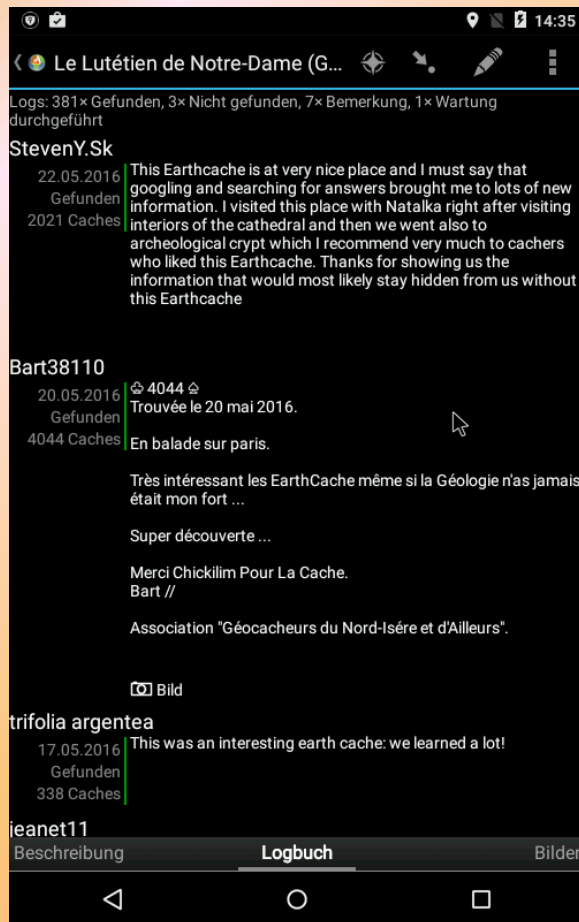 14:35
Le Lutétien de Notre-Dame (G...
Logs: 381× Gefunden, 3× Nicht gefunden, 7× Bemerkung, 1× Wartung
durchgeführt
StevenY.Sk
22.05.2016
Gefunden
2021 Caches
This Earthcache is at very nice place and I must say that
googling and searching for answers brought me to lots of new
information. I visited this place with Natalka right after visiting
interiors of the cathedral and then we went also to
archeological crypt which I recommend very much to cachers
who liked this Earthcache. Thanks for showing us the
information that would most likely stay hidden from us without
this Earthcache
Bart38110
20.05.2016
Gefunden
4044 Caches
♧ 4044 ♤
Trouvée le 20 mai 2016.
En balade sur paris.
Très intéressant les EarthCache même si la Géologie n'as jamais
était mon fort ...
Super découverte ...
Merci Chickilim Pour La Cache.
Bart //
Association "Géocacheurs du Nord-Isére et d'Ailleurs".
Bild
trifolia argentea
17.05.2016
Gefunden
338 Caches
This was an interesting earth cache: we learned a lot!
jeanet11
Beschreibung
Logbuch
Bilder